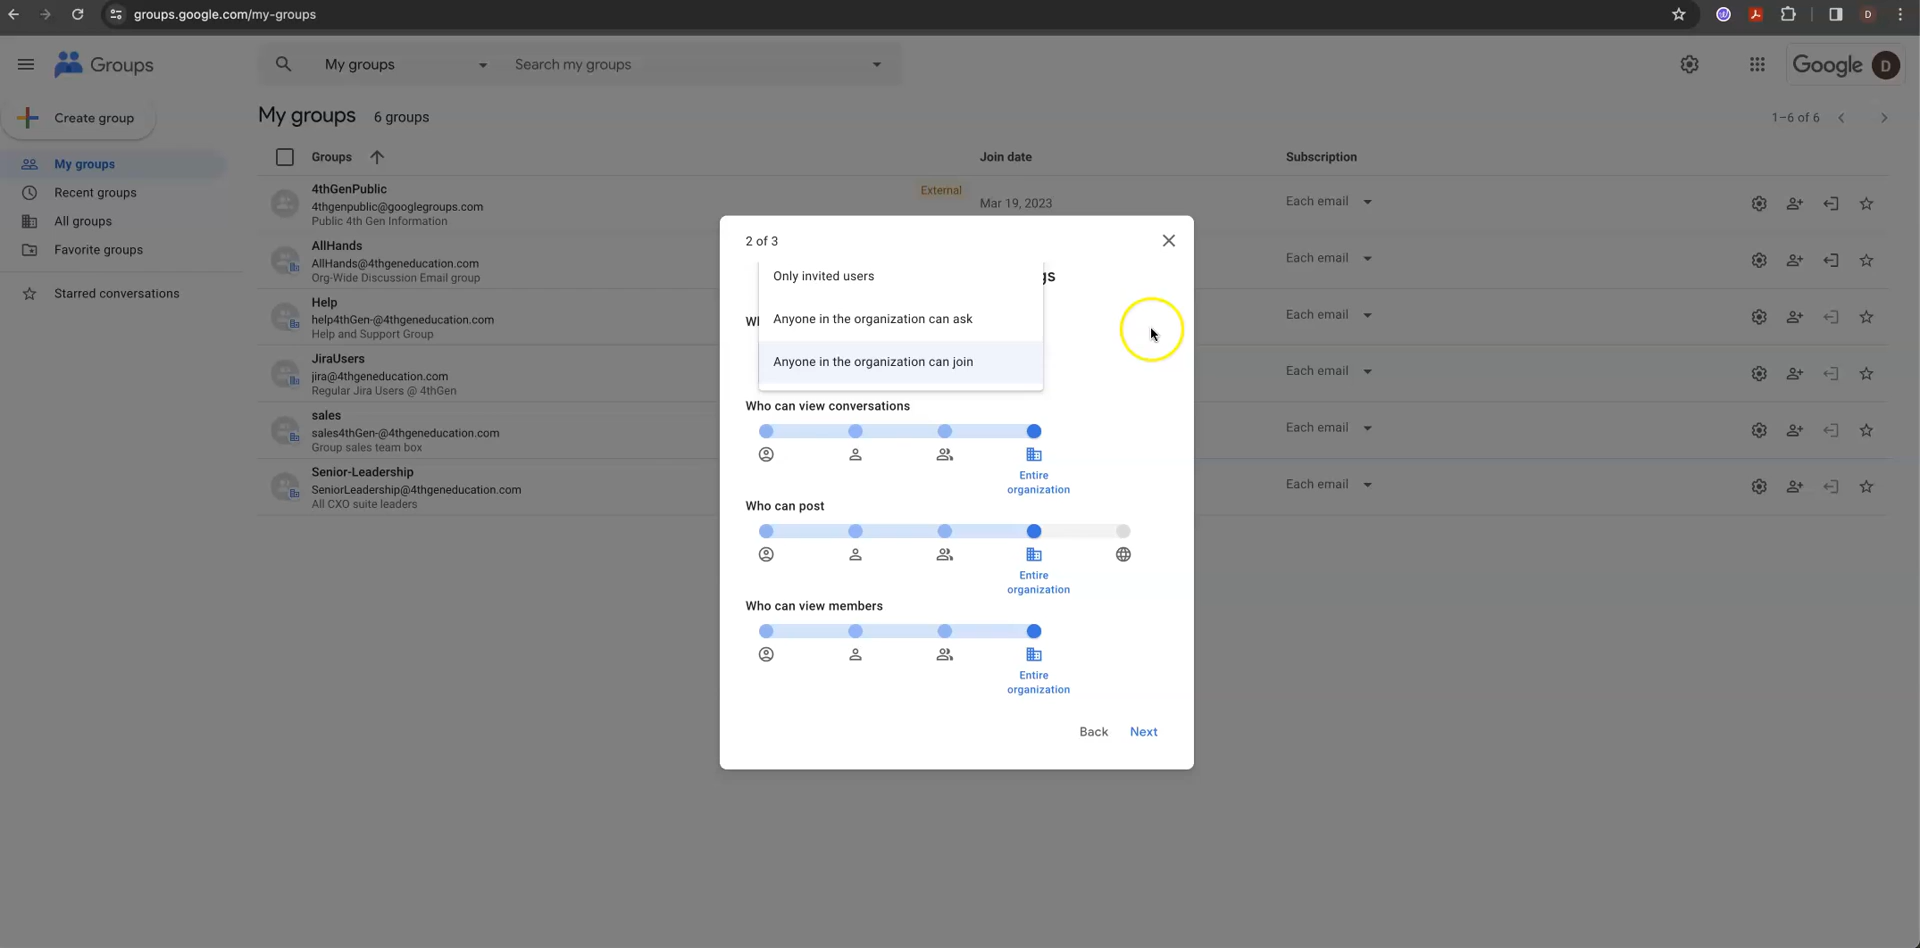 groups.google.com/my-groups
D
Groups
My groups
Search my groups
Google
D
Create group
My groups
Recent groups
All groups
Favorite groups
Starred conversations
My groups 6 groups
1–6 of 6
Groups
Join date
Subscription
4thGenPublic
4thgenpublic@googlegroups.com
Public 4th Gen Information
External
Mar 19, 2023
Each email
AllHands
AllHands@4thgeneducation.com
Org-Wide Discussion Email group
Each email
Help
help4thGen-@4thgeneducation.com
Help and Support Group
Each email
JiraUsers
jira@4thgeneducation.com
Regular Jira Users @ 4thGen
Each email
sales
sales4thGen-@4thgeneducation.com
Group sales team box
Each email
Senior-Leadership
SeniorLeadership@4thgeneducation.com
All CXO suite leaders
Each email
2 of 3
Only invited users
Anyone in the organization can ask
Anyone in the organization can join
Who can view conversations
Entire
organization
Who can post
Entire
organization
Who can view members
Entire
organization
Back
Next